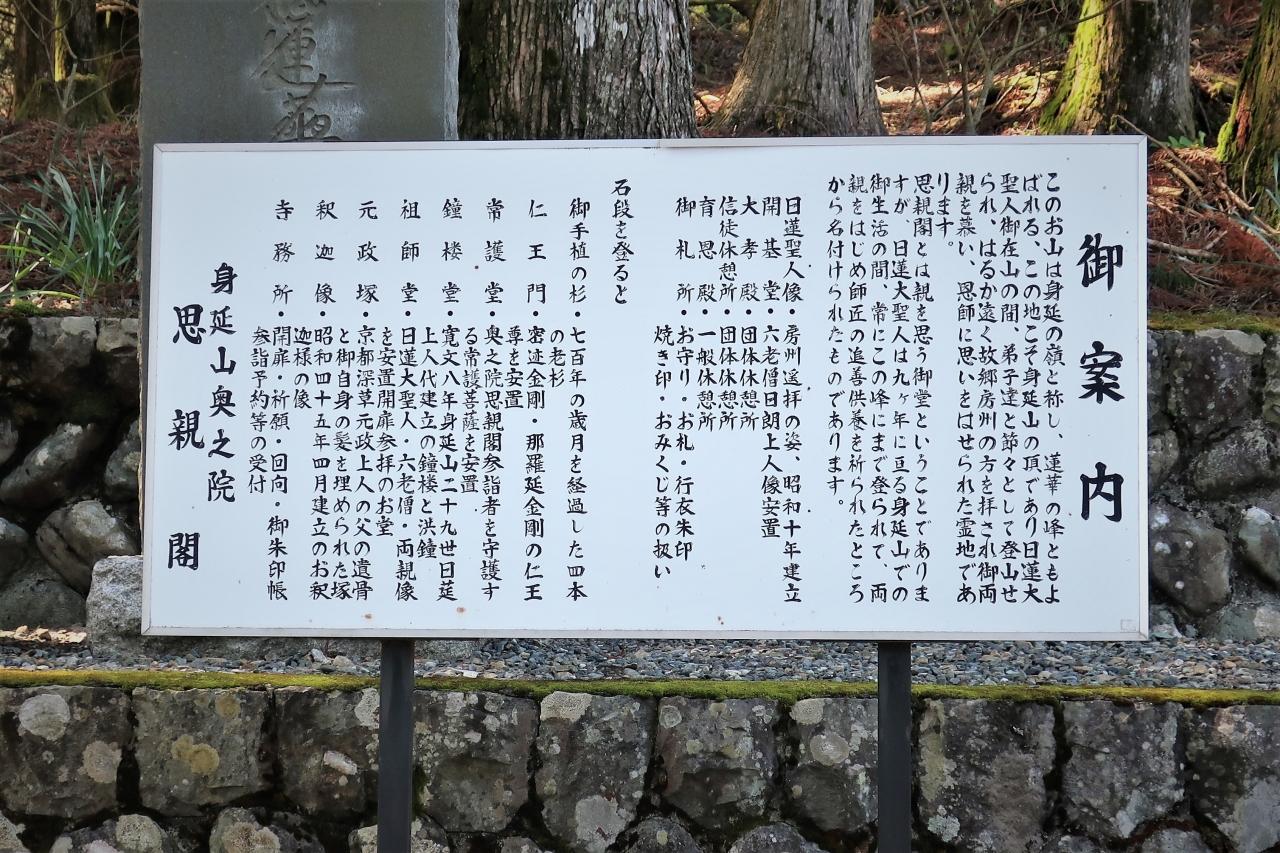 蓮華
御案内
このお山は身延の嶺と称し、蓮華の峰ともよ
ばれる、この地こそ身延山の頂であり日蓮大
聖人御在山の間、弟子達と節々として登山せ
られ、はるか遠く故郷房州の方を拝され御両
親を慕い、恩師に思いをはせられた霊地であ
ります。
思親閣とは親を思う御堂ということでありま
すが、日蓮大聖人は九ヶ年に亘る身延山での
御生活の間、常にこの峰にまで登られて、両
親をはじめ師匠の追善供養を祈られたところ
から名付けられたものであります。
日蓮聖人像・房州遥拝の姿、昭和十年建立
開基堂・六老僧日朗上人像安置
大孝殿・団体休憩所
信徒休憩所・団体休憩所
育恩殿・一般休憩所
御札所・お守り・お札・行衣朱印
焼き印・おみくじ等の扱い
石段を登ると
御手植の杉・七百年の歳月を経過した四本
の老杉
仁王門・密迹金剛・那羅延金剛の仁王
尊を安置
常護堂・奥之院思親閣参詣者を守護す
る常護菩薩を安置
鐘楼堂・寛文八年身延山二十九世日莚
上人代建立の鐘楼と洪鐘
祖師堂・日蓮大聖人・六老僧・両親像
を安置開扉参拝のお堂
元政塚・京都深草元政上人の父の遺骨
と御自身の髪を埋められた塚
釈迦像・昭和四十五年四月建立のお釈
迦様の像
寺務所・開扉・祈願・回向・御朱印帳
参詣予約等の受付
身延山奥之院
思親閣